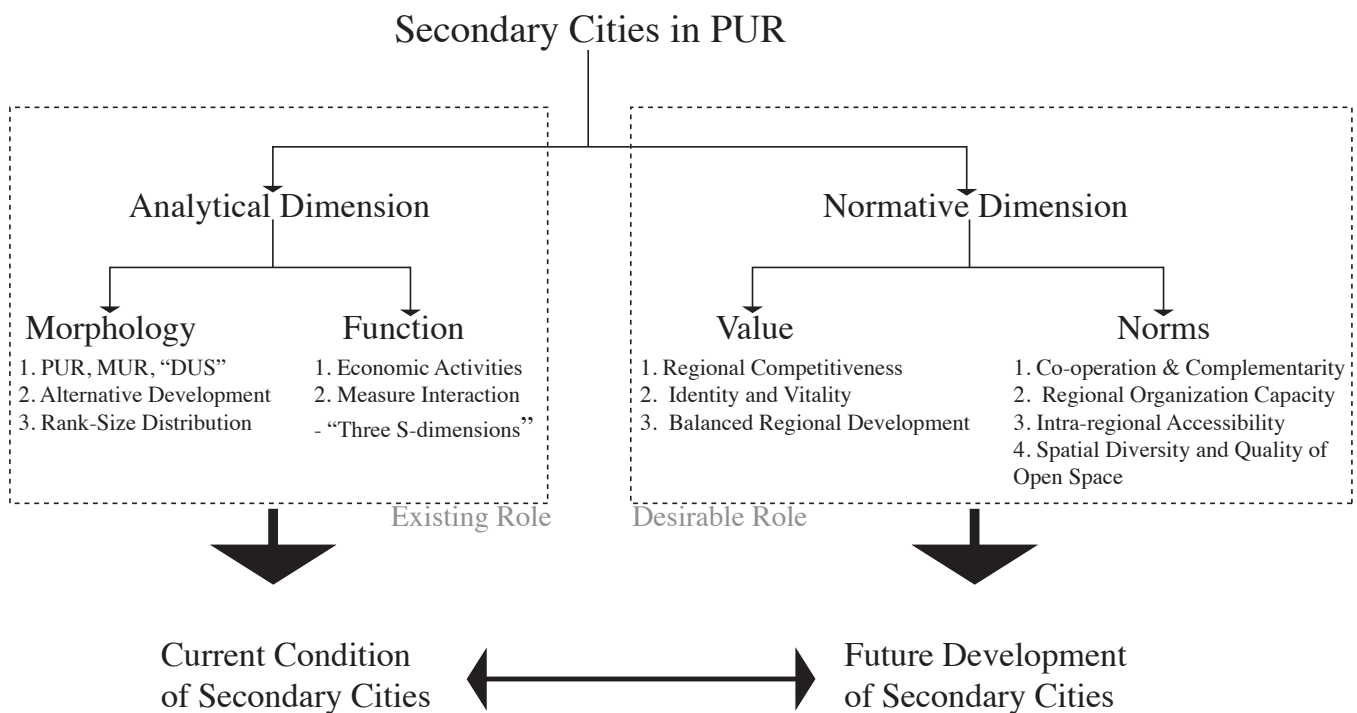 Secondary Cities in PUR
Analytical Dimension
Morphology
1. PUR, MUR, “DUS”
2. Alternative Development
3. Rank-Size Distribution
Function
1. Economic Activities
2. Measure Interaction
- “Three S-dimensions”
Existing Role
Normative Dimension
Value
1. Regional Competitiveness
2. Identity and Vitality
3. Balanced Regional Development
Norms
1. Co-operation & Complementarity
2. Regional Organization Capacity
3. Intra-regional Accessibility
4. Spatial Diversity and Quality of
Open Space
Desirable Role
Current Condition
of Secondary Cities
Future Development
of Secondary Cities